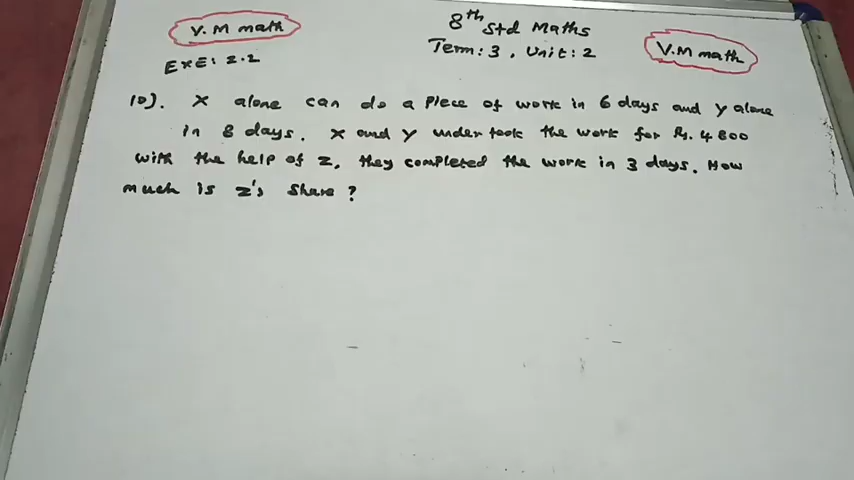 V.M math
8th Std Maths
Term: 3, Unit: 2
V.M math
EXE: 2.2
10). X alone can do a piece of work in 6 days and Y alone
in 8 days. X and Y undertook the work for Rs. 4800
with the help of Z, they completed the work in 3 days. How
much is Z's Share?